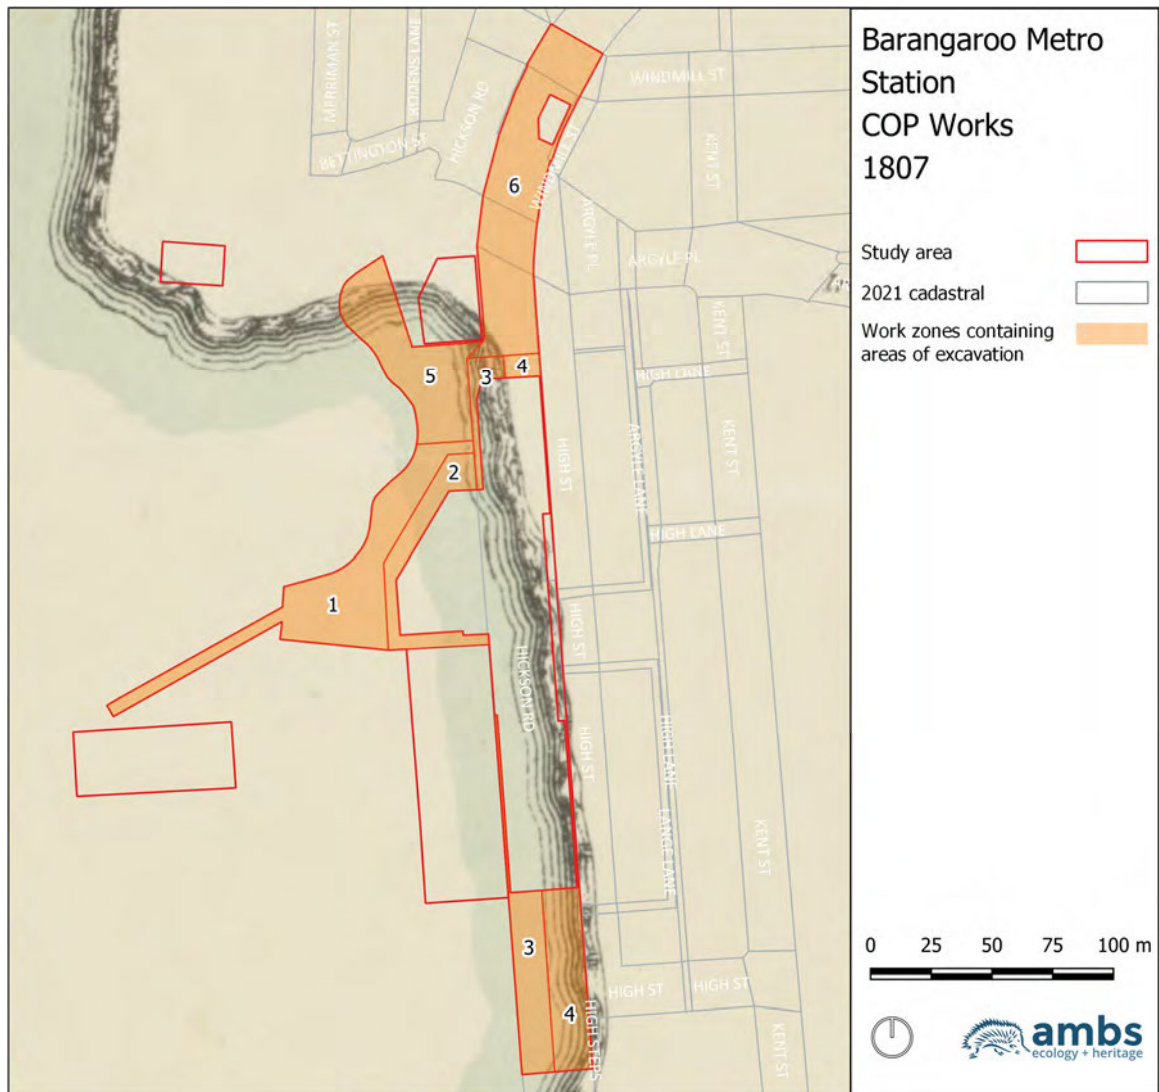 Barangaroo Metro
Station
COP Works
1807
Study area
2021 cadastral
Work zones containing
areas of excavation
0 25 50 75 100 m
ambs
ecology + heritage
MERRIMAN ST
RODENS LANE
HICKSON RD
BETTINGTON ST
WINDMILL ST
WINDMILL ST
KENT ST
6
ARGYLE PL
ARGYLE PL
KENT ST
5
3
4
HIGH LANE
HIGH ST
ARGYLE LANE
KENT ST
2
HIGH LANE
1
HIGH ST
HICKSON RD
HIGH ST
HIGH LANE
LANCE LANE
KENT ST
3
4
HIGH STEPS
HIGH ST
HIGH ST
KENT ST